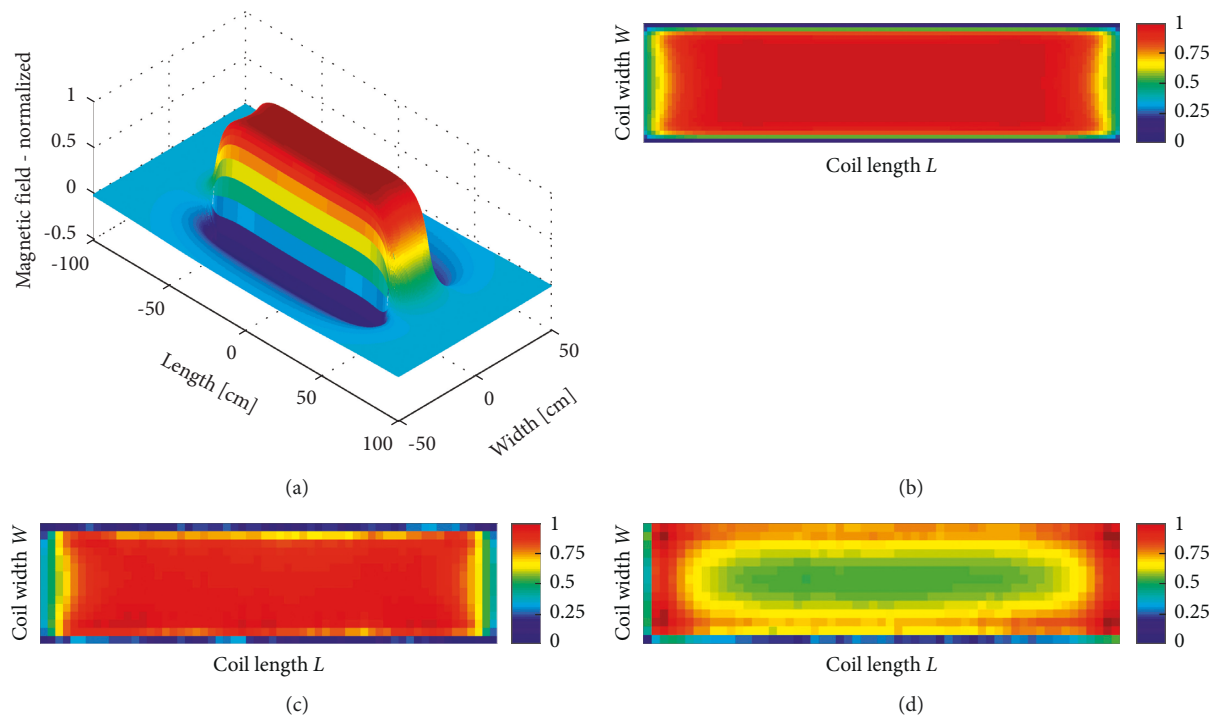 Magnetic field - normalized
1
0.5
0
-0.5
-100
-50
0
50
100
Length [cm]
-50
0
50
Width [cm]
(a)
Coil width W
Coil length L
1
0.75
0.5
0.25
0
(b)
Coil width W
Coil length L
1
0.75
0.5
0.25
0
(c)
Coil width W
Coil length L
1
0.75
0.5
0.25
0
(d)